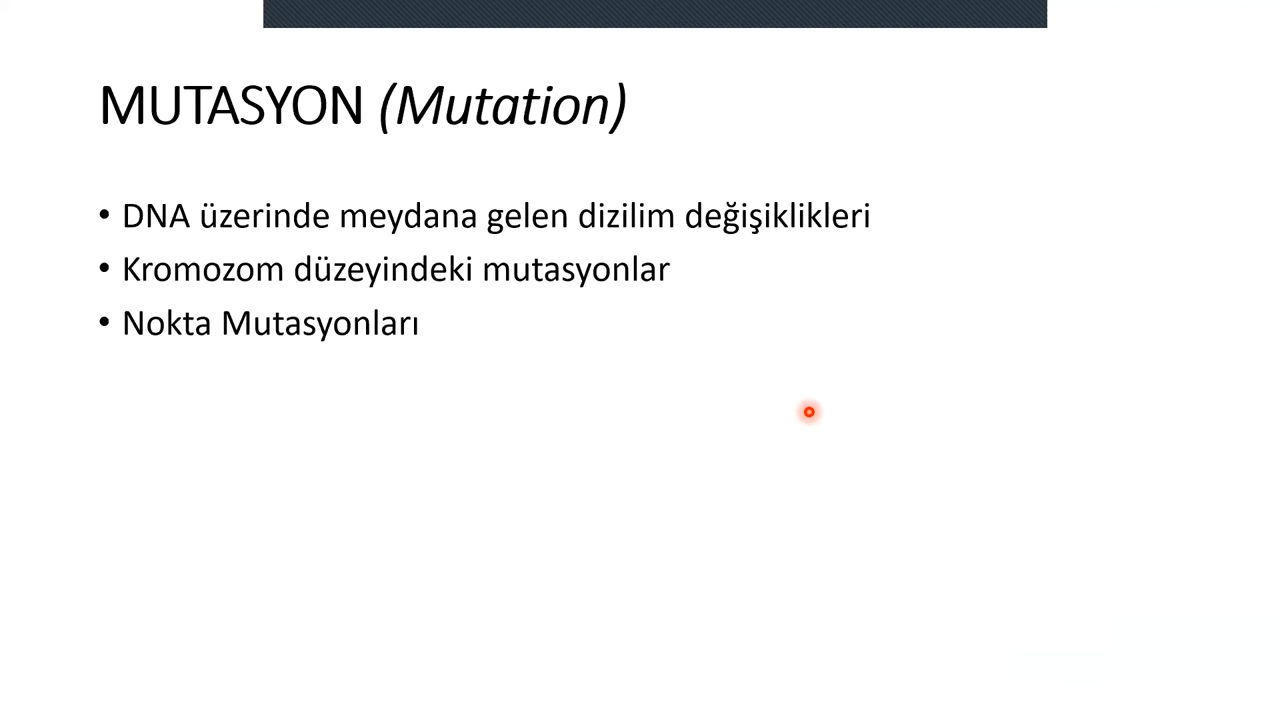 MUTASYON (Mutation)
• DNA üzerinde meydana gelen dizilim değişiklikleri
• Kromozom düzeyindeki mutasyonlar
• Nokta Mutasyonları